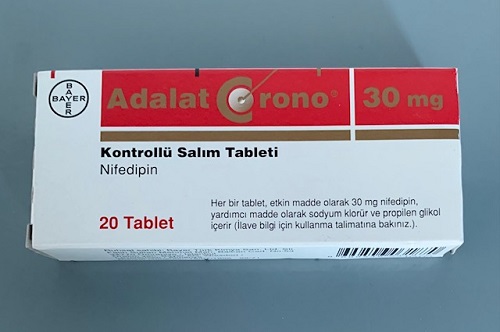 BAYER
BAYER
Adalat Crono® 30 mg
Kontrollü Salım Tableti
Nifedipin
20 Tablet
Her bir tablet, etkin madde olarak 30 mg nifedipin,
yardımcı madde olarak sodyum klorür ve propilen glikol
içerir (İlave bilgi için kullanma talimatına bakınız.).